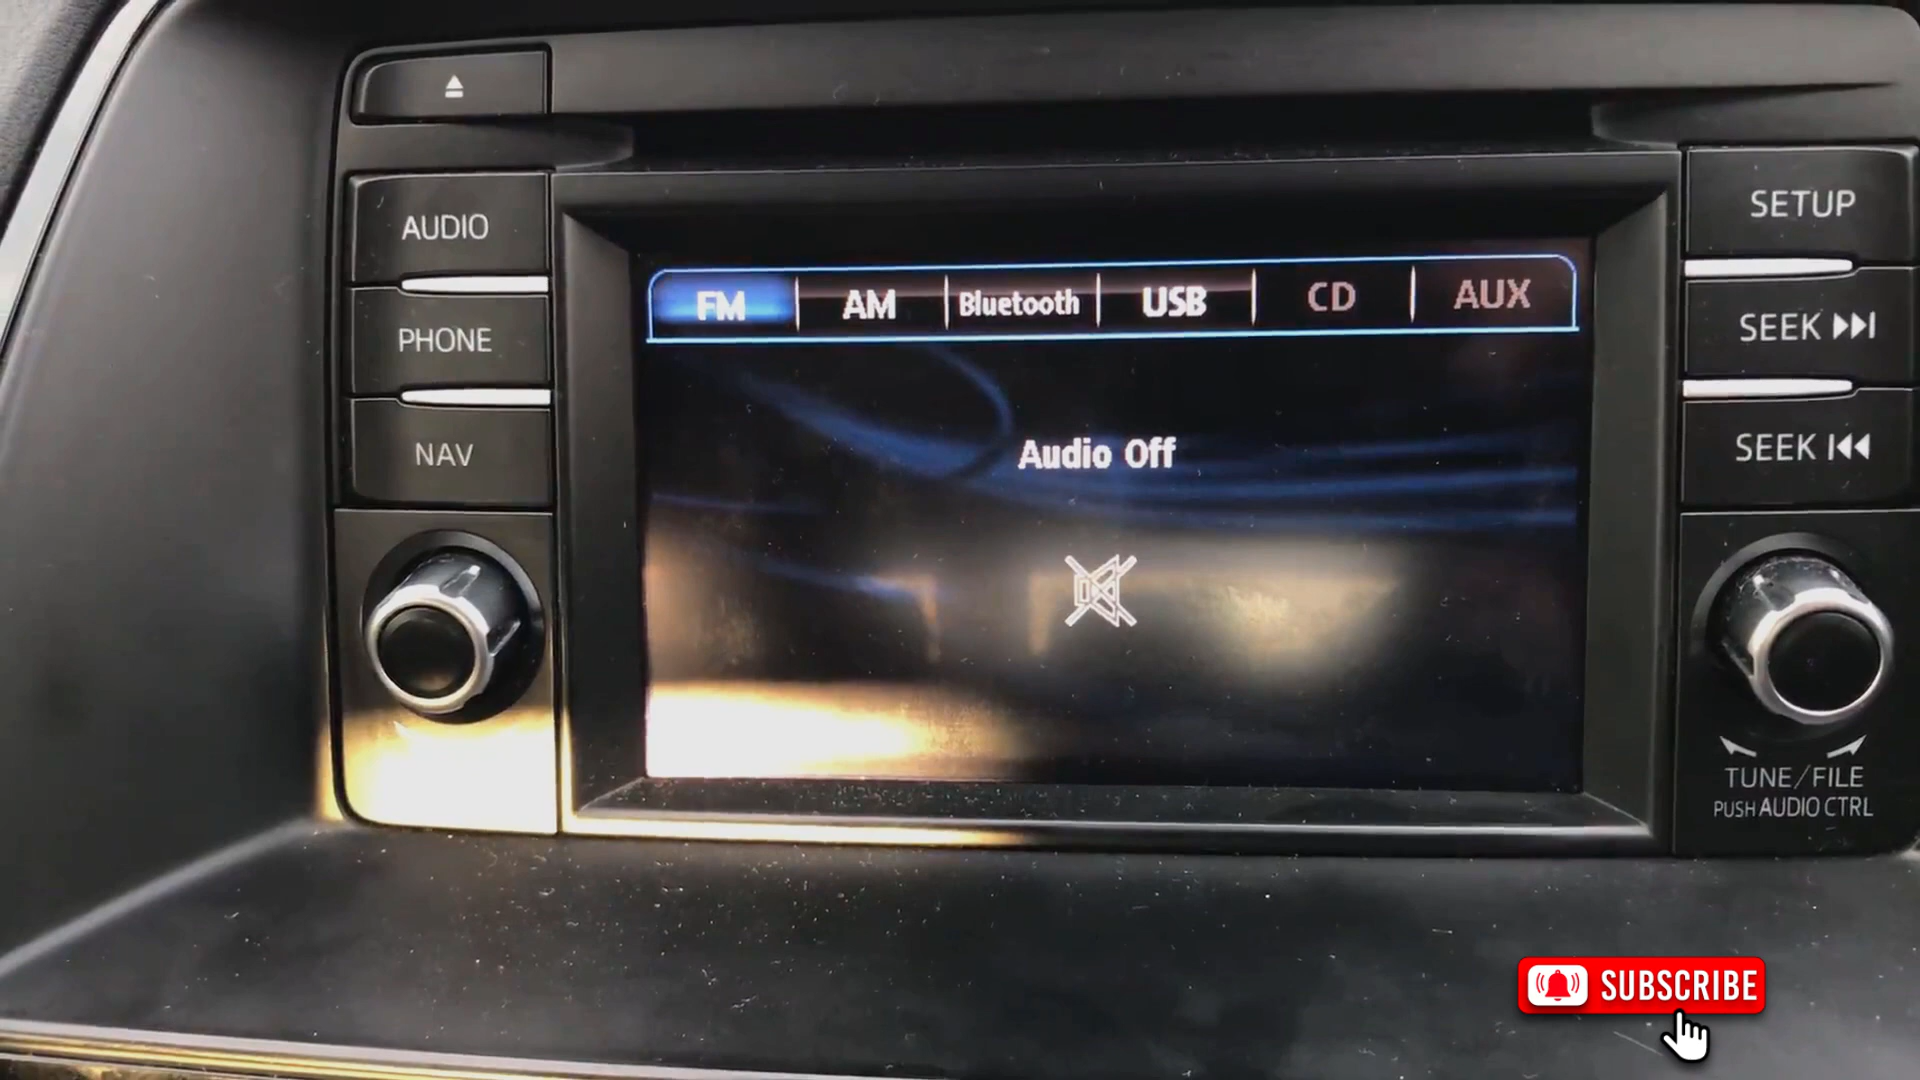 AUDIO
PHONE
NAV
FM AM Bluetooth USB CD AUX
Audio Off
SETUP
SEEK
SEEK
TUNE/FILE
PUSH AUDIO CTRL
SUBSCRIBE